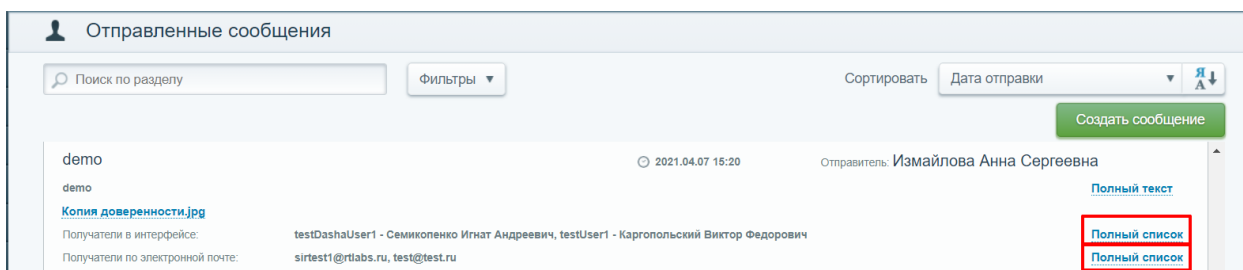 Отправленные сообщения
Поиск по разделу Фильтры Сортировать Дата отправки ЯА
Создать сообщение
demo 2021.04.07 15:20 Отправитель: Измайлова Анна Сергеевна
demo Полный текст
Копия доверенности.jpg
Получатели в интерфейсе: testDashaUser1 - Семикопенко Игнат Андреевич, testUser1 - Каргопольский Виктор Федорович Полный список
Получатели по электронной почте: sirtest1@rtlabs.ru, test@test.ru Полный список